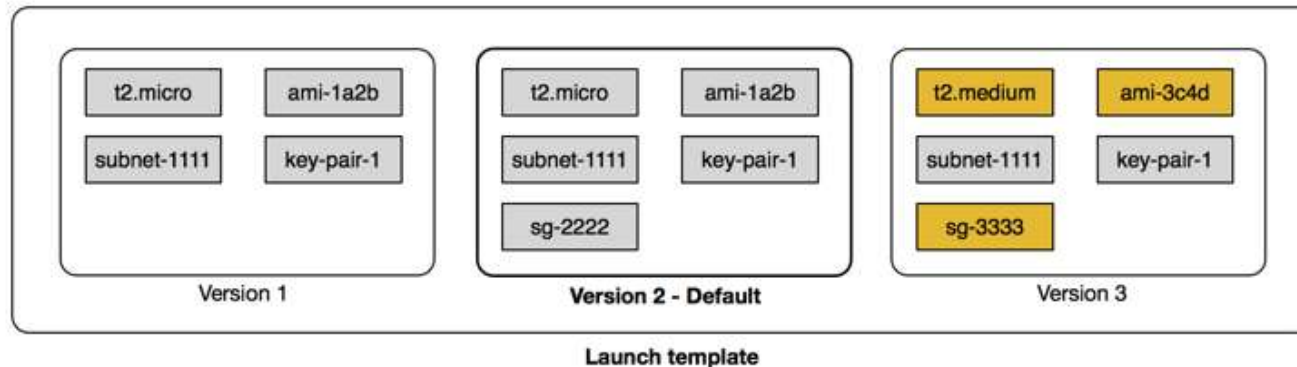 t2.micro ami-1a2b
subnet-1111 key-pair-1
Version 1
t2.micro ami-1a2b
subnet-1111 key-pair-1
sg-2222
Version 2 - Default
t2.medium ami-3c4d
subnet-1111 key-pair-1
sg-3333
Version 3
Launch template